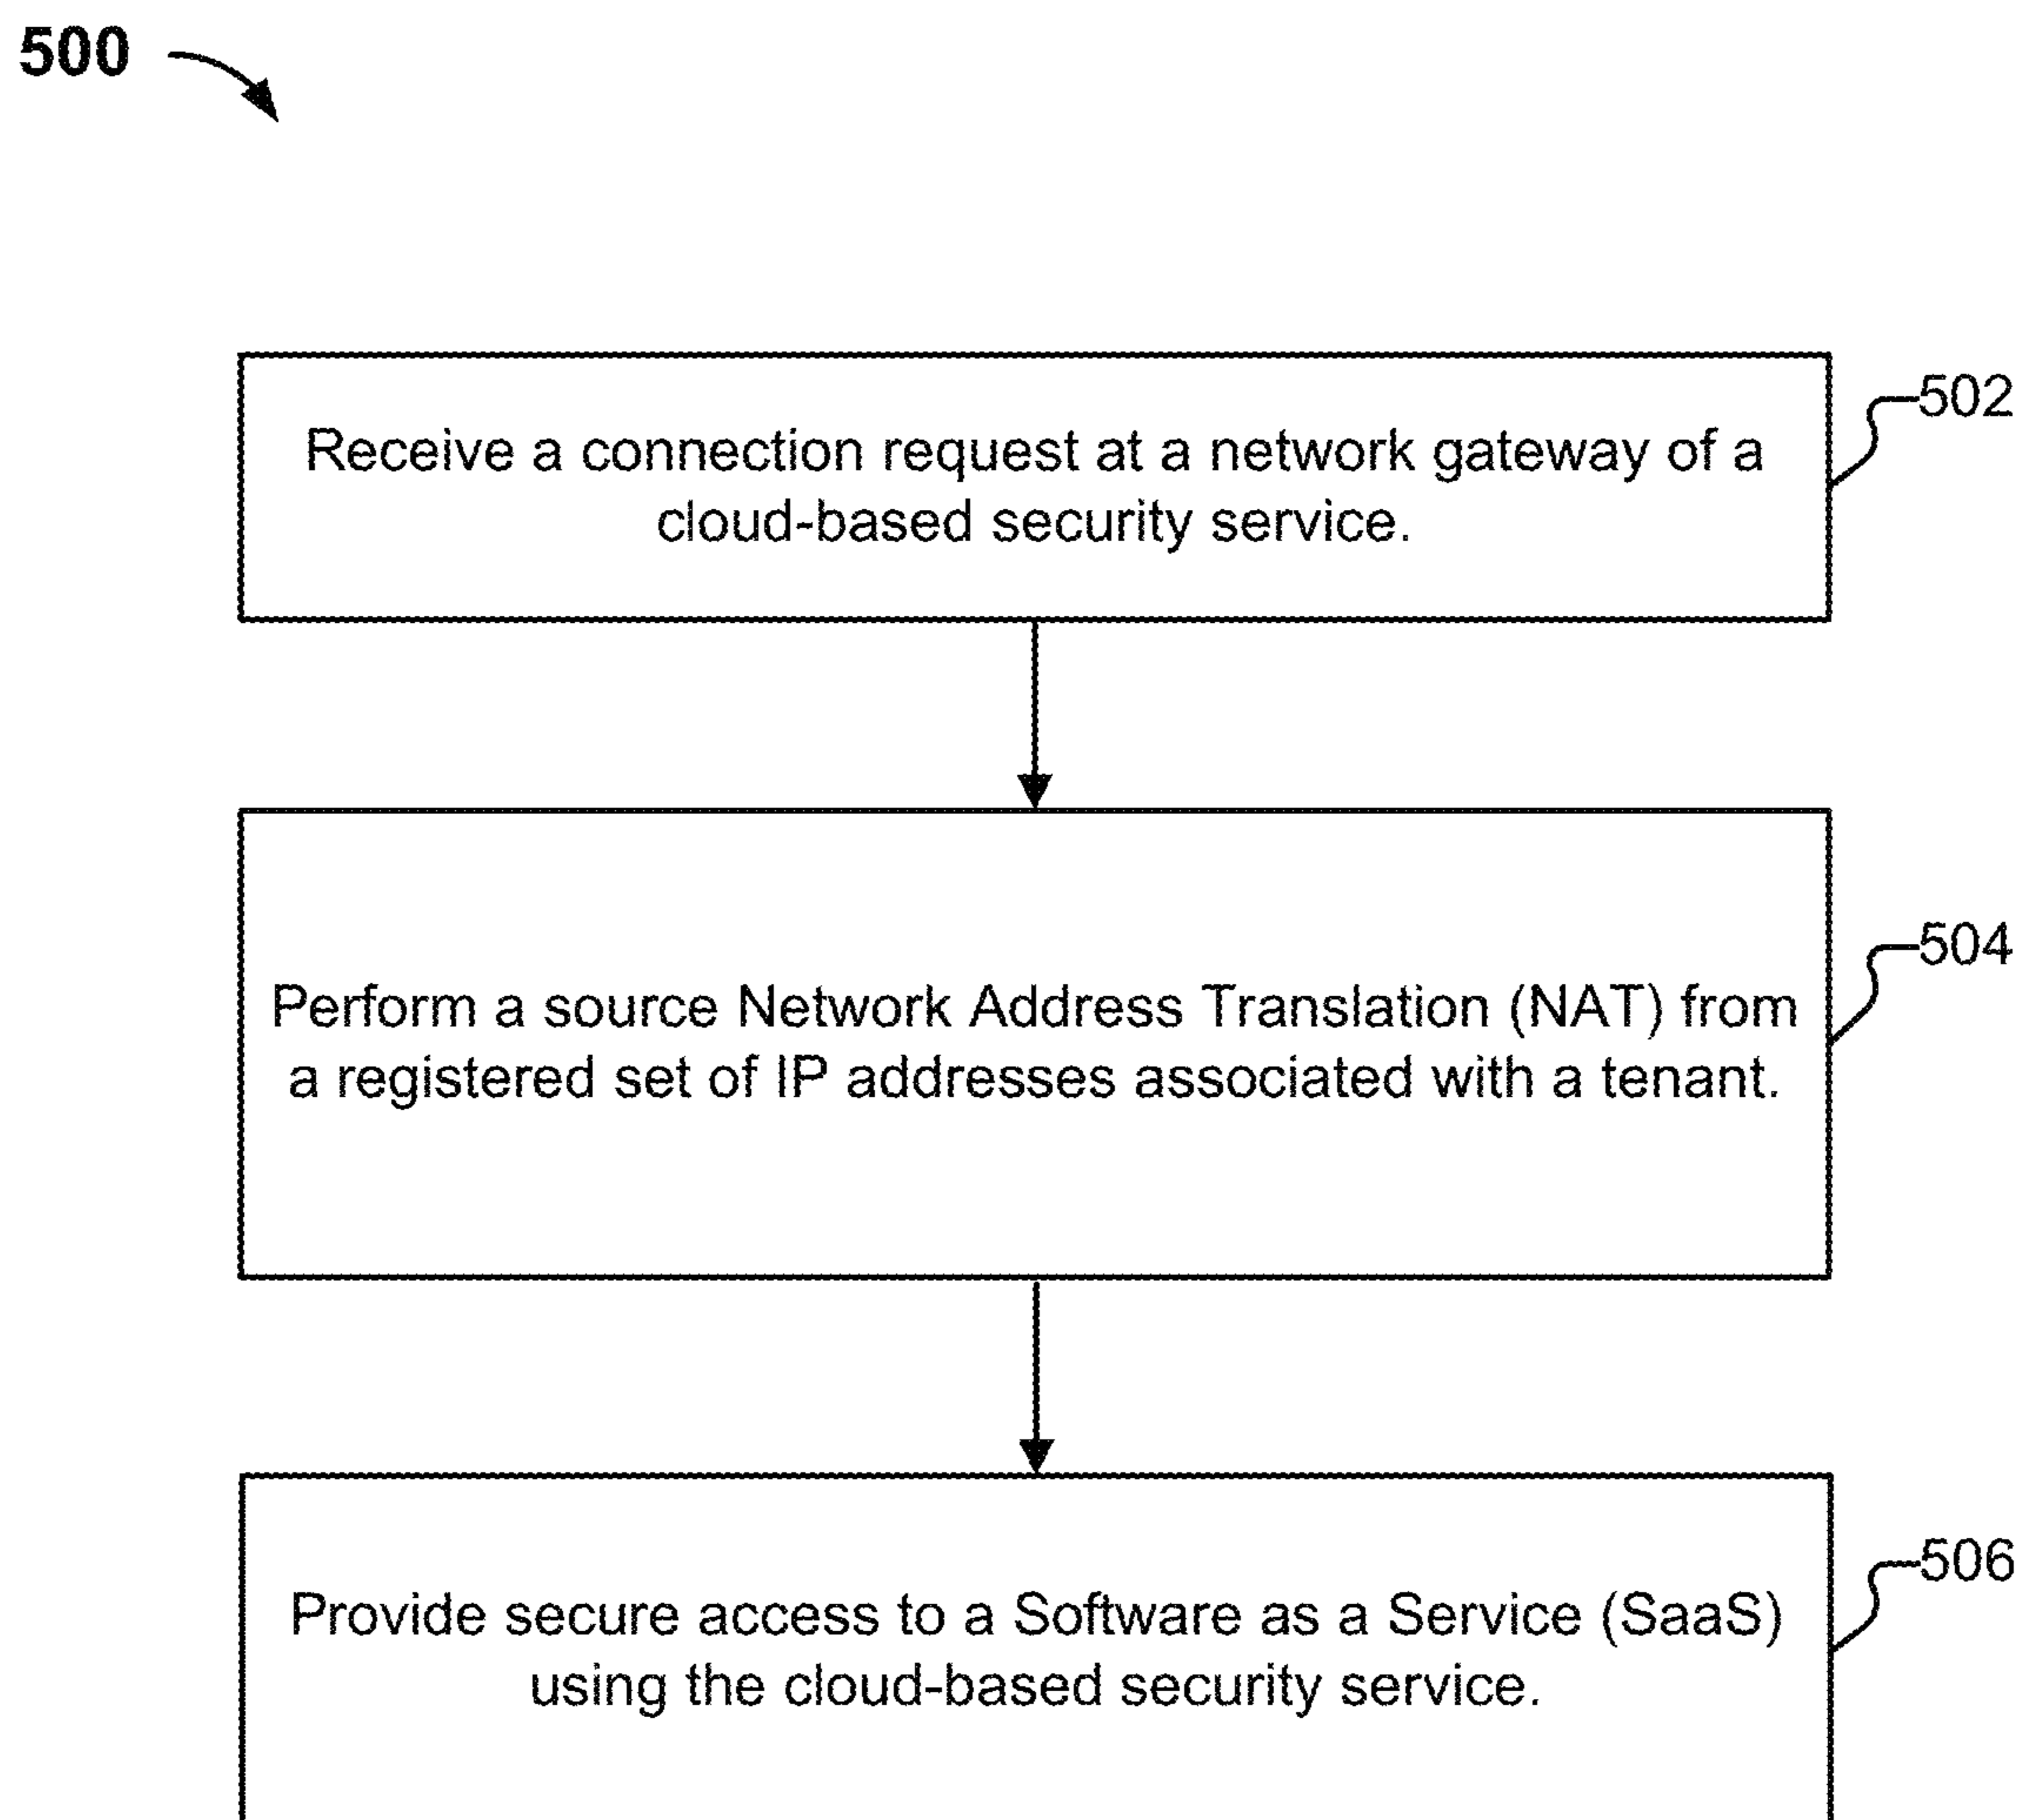 500
Receive a connection request at a network gateway of a
cloud-based security service.
502
Perform a source Network Address Translation (NAT) from
a registered set of IP addresses associated with a tenant.
504
Provide secure access to a Software as a Service (SaaS)
using the cloud-based security service.
506